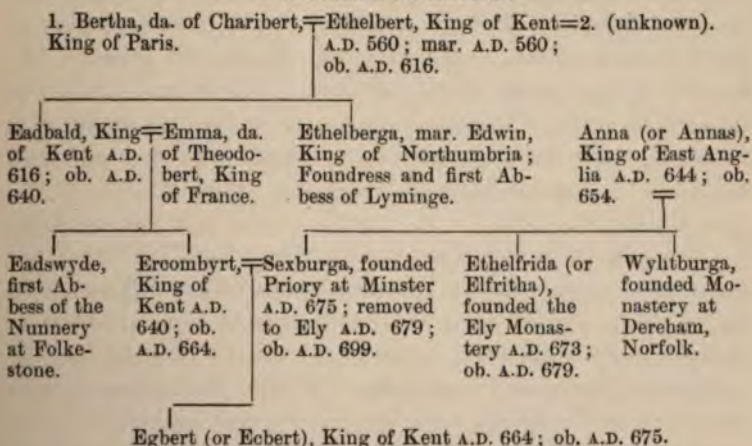 1. Bertha, da. of Charibert, Ethelbert, King of Kent=2. (unknown).
King of Paris. A.D. 560; mar. A.D. 560;
ob. A.D. 616.
Eadbald, King Emma, da. Ethelberga, mar. Edwin, Anna (or Annas),
of Kent A.D. of Theodo- King of Northumbria; King of East Ang-
616; ob. A.D. bert, King Foundress and first Ab- lia A.D. 644; ob.
640. of France. bess of Lyminge. 654.
Eadswyde, Ercombyrt, Sexburga, founded Ethelfrida (or Wyhtburga,
first Ab- King of Priory at Minster Elfritha), founded Mo-
bess of the Kent A.D. A.D. 675; removed founded the nastery at
Nunnery 640; ob. to Ely A.D. 679; Ely Monas- Dereham,
at Folke- A.D. 664. ob. A.D. 699. tery A.D. 673; Norfolk.
stone. ob. A.D. 679.
Egbert (or Ecbert), King of Kent A.D. 664; ob. A.D. 675.